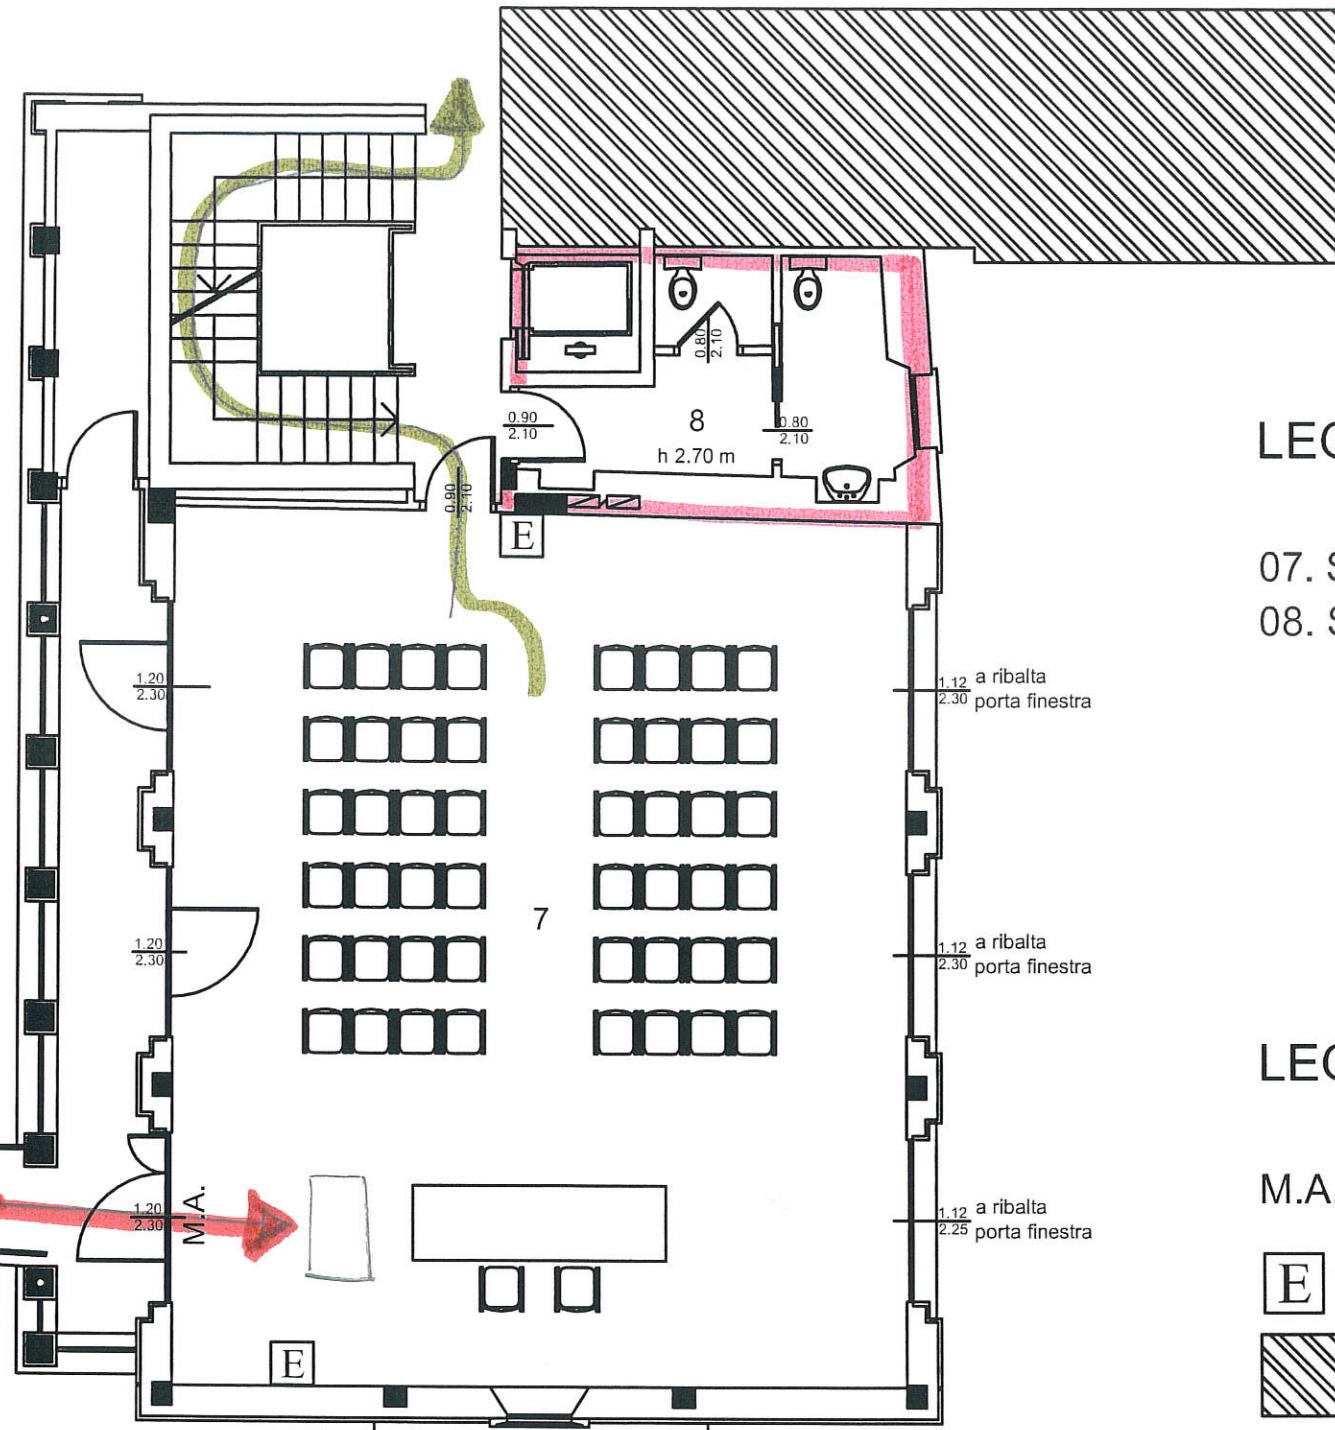 0.80
2.10
0.90
2.10
8
h 2.70 m
0.80
2.10
0.90
2.10
E
1.20
2.30
1.12
2.30
a ribalta
porta finestra
7
1.20
2.30
1.12
2.30
a ribalta
porta finestra
1.20
2.30
M.A.
1.12
2.25
a ribalta
porta finestra
E
LEG
07. S
08. S
LEG
M.A
E